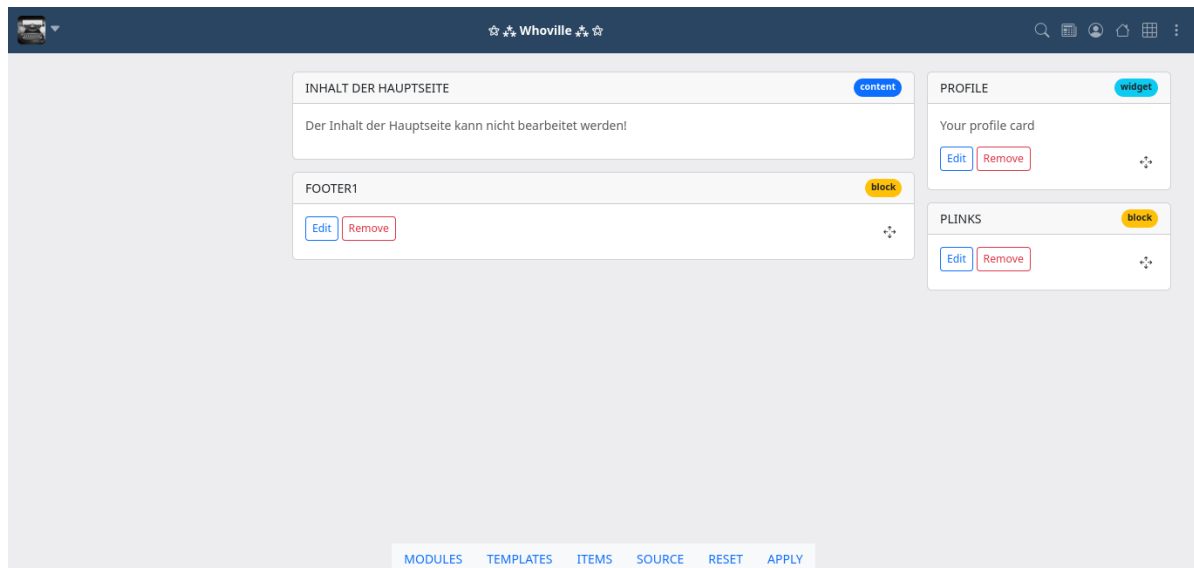 ✩ ⁂ Whoville ⁂ ✩
INHALT DER HAUPTSEITE content
Der Inhalt der Hauptseite kann nicht bearbeitet werden!
FOOTER1 block
Edit Remove
PROFILE widget
Your profile card
Edit Remove
PLINKS block
Edit Remove
MODULES TEMPLATES ITEMS SOURCE RESET APPLY